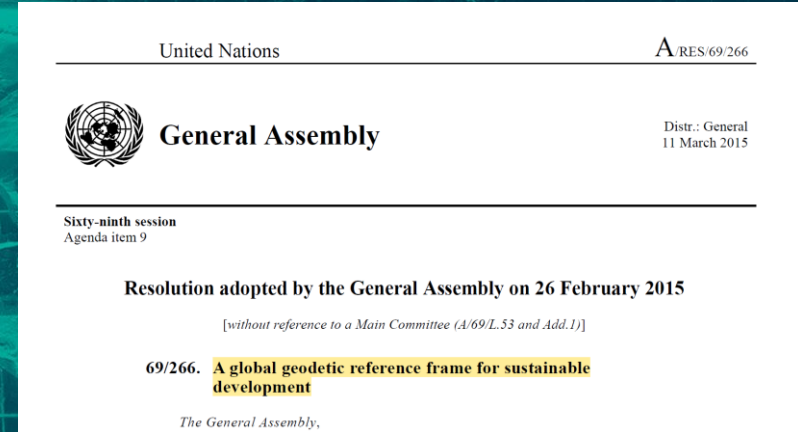 United Nations
A/RES/69/266
General Assembly
Distr.: General
11 March 2015
Sixty-ninth session
Agenda item 9
Resolution adopted by the General Assembly on 26 February 2015
[without reference to a Main Committee (A/69/L.53 and Add.1)]
69/266. A global geodetic reference frame for sustainable
development
The General Assembly,